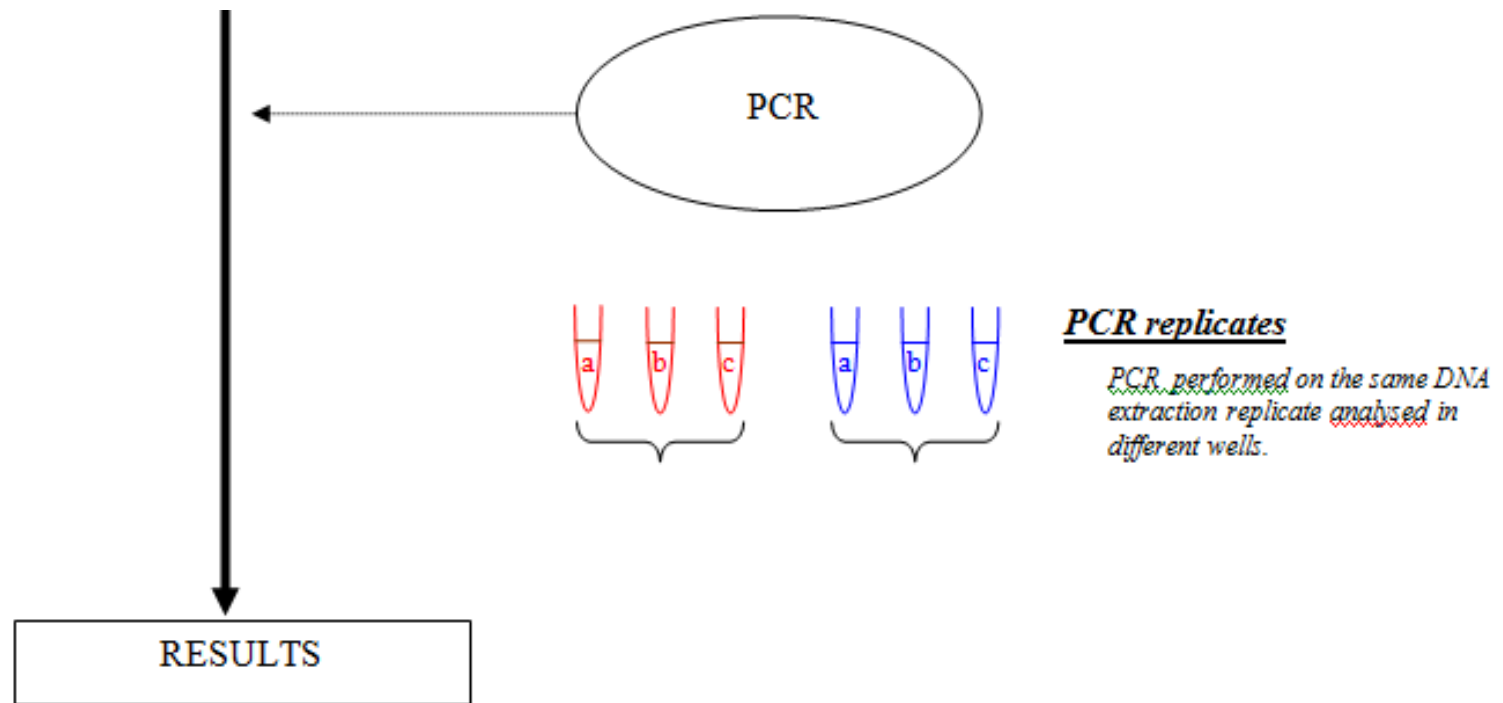 PCR
a b c a b c
PCR replicates
PCR performed on the same DNA
extraction replicate analysed in
different wells.
RESULTS